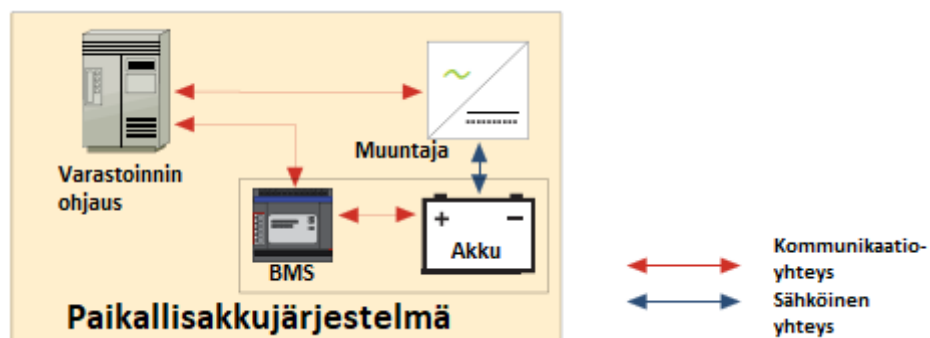 Muuntaja
Varastoinnin
ohjaus
+ −
Akku
BMS
Paikallisakkujärjestelmä
Kommunikaatio-
yhteys
Sähköinen
yhteys